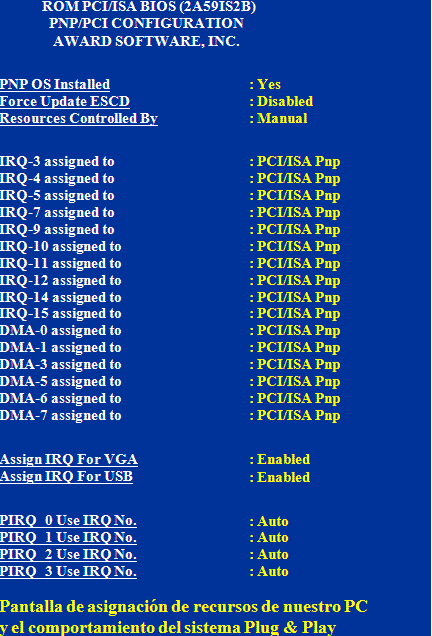 ROM PCI/ISA BIOS (2A59IS2B)
PNP/PCI CONFIGURATION
AWARD SOFTWARE, INC.
PNP OS Installed : Yes
Force Update ESCD : Disabled
Resources Controlled By : Manual
IRQ-3 assigned to : PCI/ISA Pnp
IRQ-4 assigned to : PCI/ISA Pnp
IRQ-5 assigned to : PCI/ISA Pnp
IRQ-7 assigned to : PCI/ISA Pnp
IRQ-9 assigned to : PCI/ISA Pnp
IRQ-10 assigned to : PCI/ISA Pnp
IRQ-11 assigned to : PCI/ISA Pnp
IRQ-12 assigned to : PCI/ISA Pnp
IRQ-14 assigned to : PCI/ISA Pnp
IRQ-15 assigned to : PCI/ISA Pnp
DMA-0 assigned to : PCI/ISA Pnp
DMA-1 assigned to : PCI/ISA Pnp
DMA-3 assigned to : PCI/ISA Pnp
DMA-5 assigned to : PCI/ISA Pnp
DMA-6 assigned to : PCI/ISA Pnp
DMA-7 assigned to : PCI/ISA Pnp
Assign IRQ For VGA : Enabled
Assign IRQ For USB : Enabled
PIRQ_0 Use IRQ No. : Auto
PIRQ_1 Use IRQ No. : Auto
PIRQ_2 Use IRQ No. : Auto
PIRQ_3 Use IRQ No. : Auto
Pantalla de asignación de recursos de nuestro PC
y el comportamiento del sistema Plug & Play